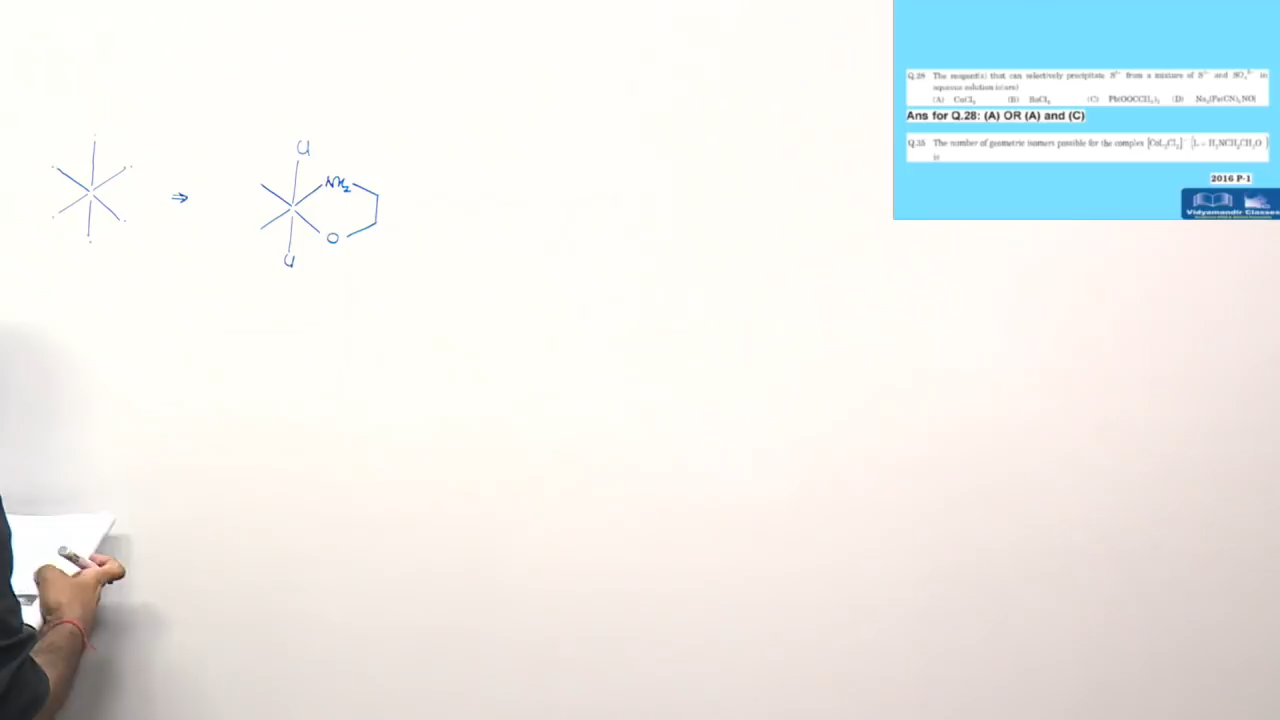 Q.28 The reagent(s) that can selectively precipitate S²⁻ from a mixture of S²⁻ and SO₄²⁻ in
aqueous solution is(are)
(A) CuCl₂ (B) BaCl₂ (C) Pb(OOCCH₃)₂ (D) Na₂[Fe(CN)₅NO]
Ans for Q.28: (A) OR (A) and (C)
Q.35 The number of geometric isomers possible for the complex [CoL₂Cl₂]⁻ (L = H₂NCH₂CH₂O⁻)
is
2016 P-1
Vidyamandir Classes
Cl
NH₂
O
Cl